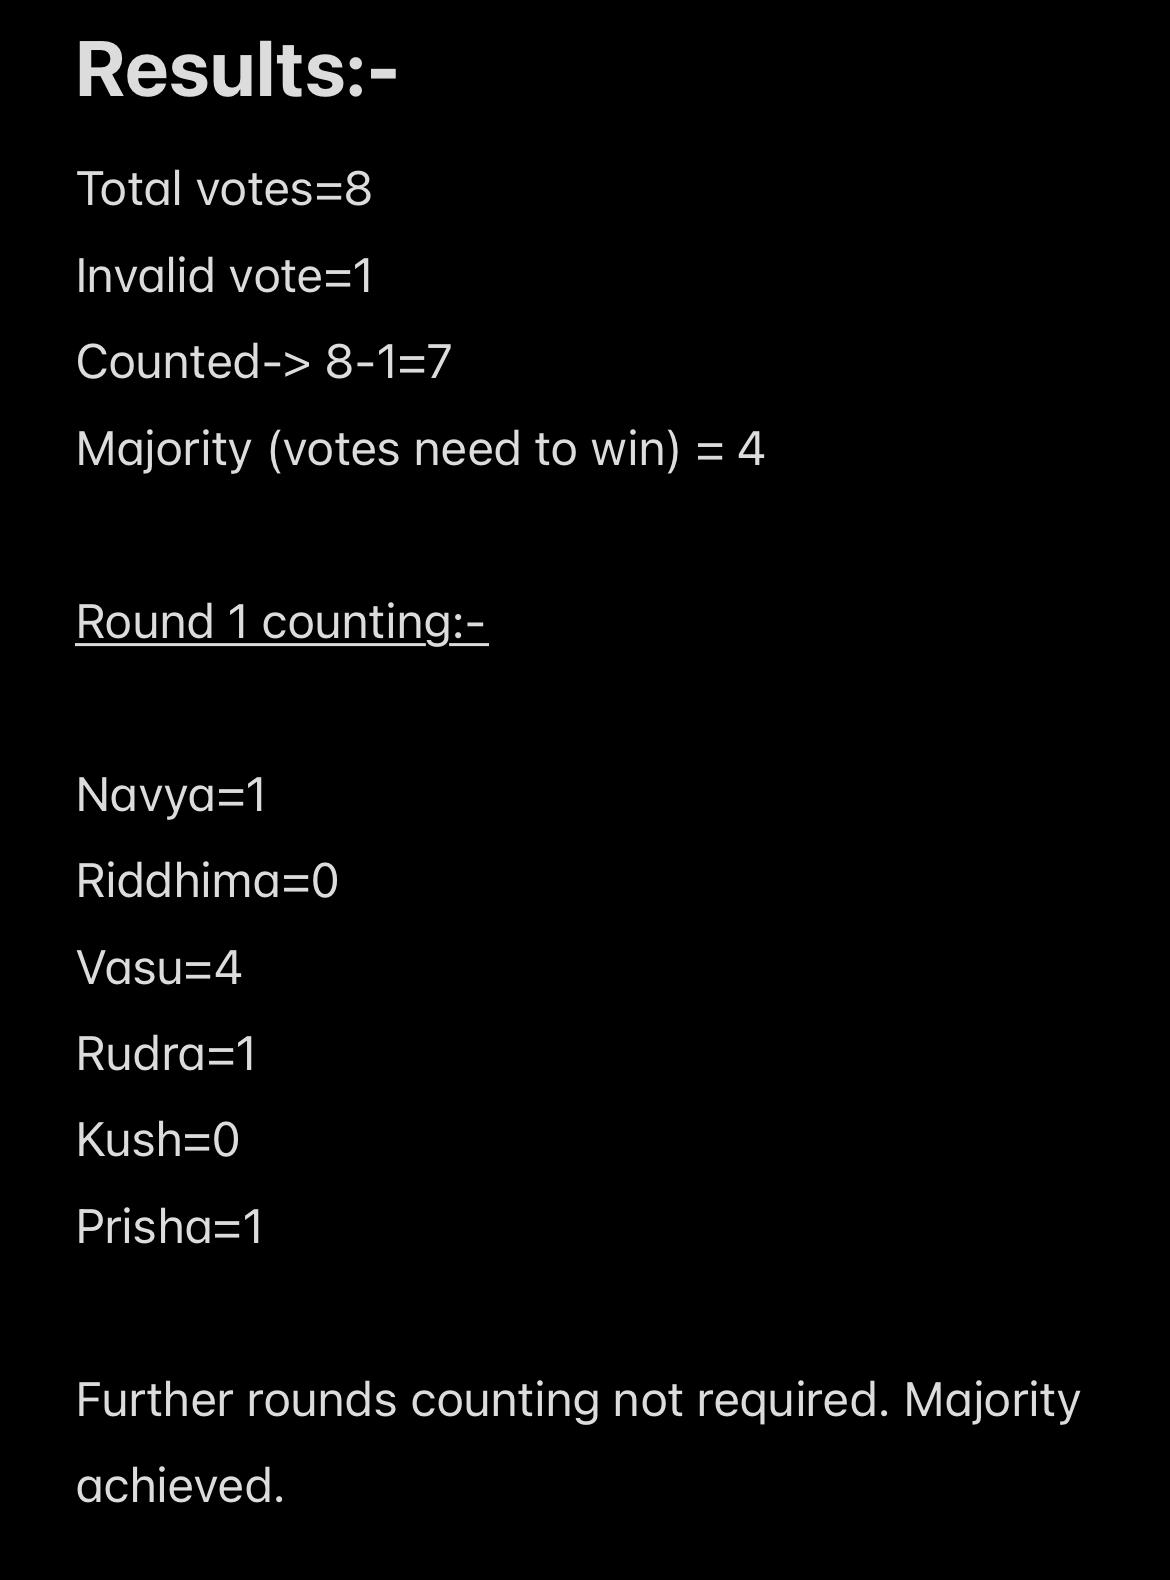 Results:-
Total votes=8
Invalid vote=1
Counted-> 8-1=7
Majority (votes need to win) = 4
Round 1 counting:-
Navya=1
Riddhima=0
Vasu=4
Rudra=1
Kush=0
Prisha=1
Further rounds counting not required. Majority
achieved.